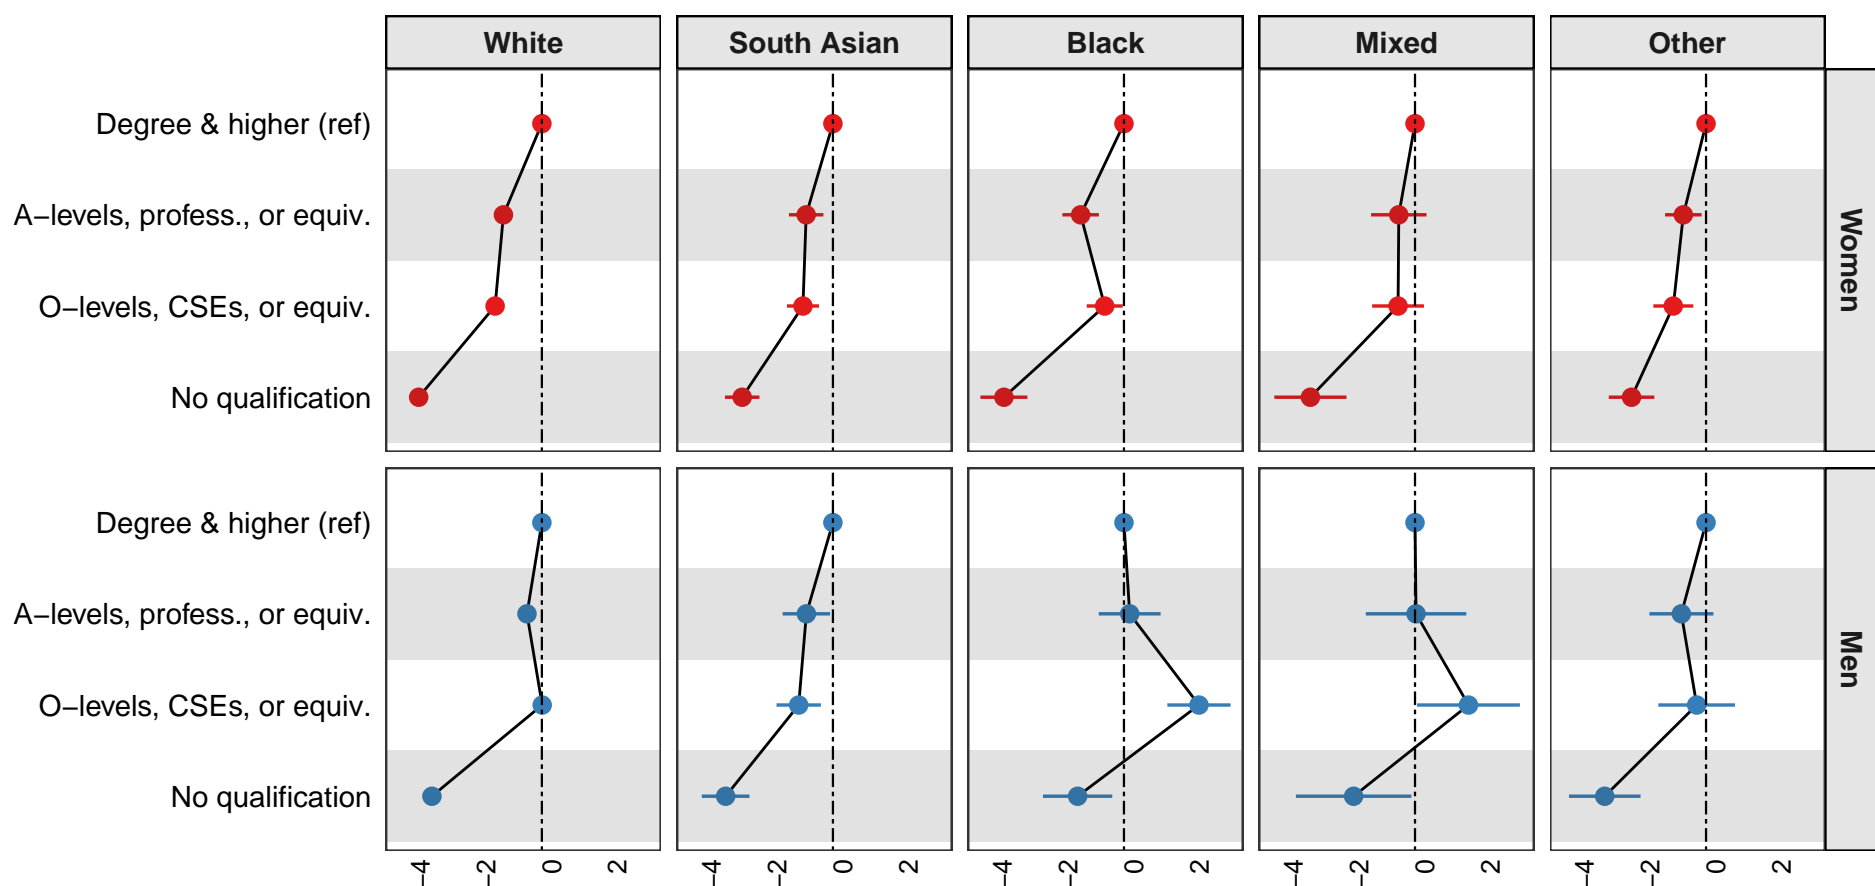 White South Asian Black Mixed Other
Degree & higher (ref)
A−levels, profess., or equiv.
O−levels, CSEs, or equiv.
No qualification
Women
Degree & higher (ref)
A−levels, profess., or equiv.
O−levels, CSEs, or equiv.
No qualification
Men
−4 −2 0 2 −4 −2 0 2 −4 −2 0 2 −4 −2 0 2 −4 −2 0 2